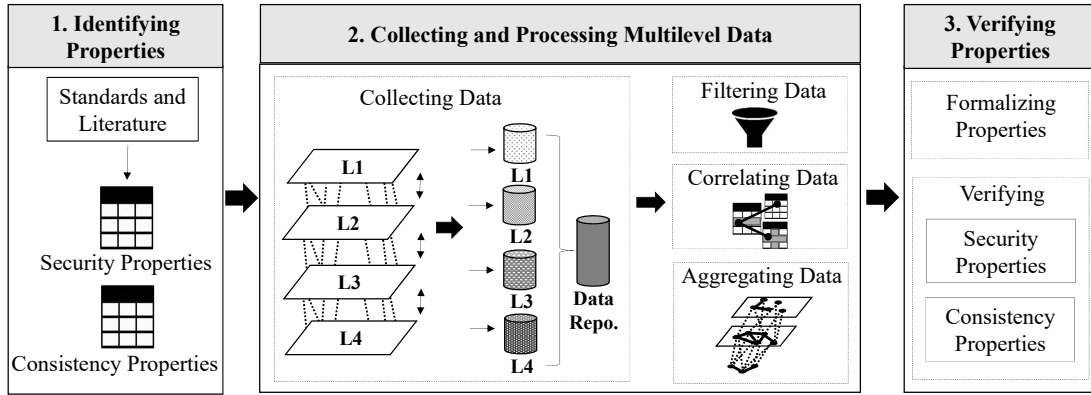 1. Identifying
Properties
Standards and
Literature
Security Properties
Consistency Properties
2. Collecting and Processing Multilevel Data
Collecting Data
L1
L2
L3
L4
L1
L2
L3
L4
Data
Repo.
Filtering Data
Correlating Data
Aggregating Data
3. Verifying
Properties
Formalizing
Properties
Verifying
Security
Properties
Consistency
Properties